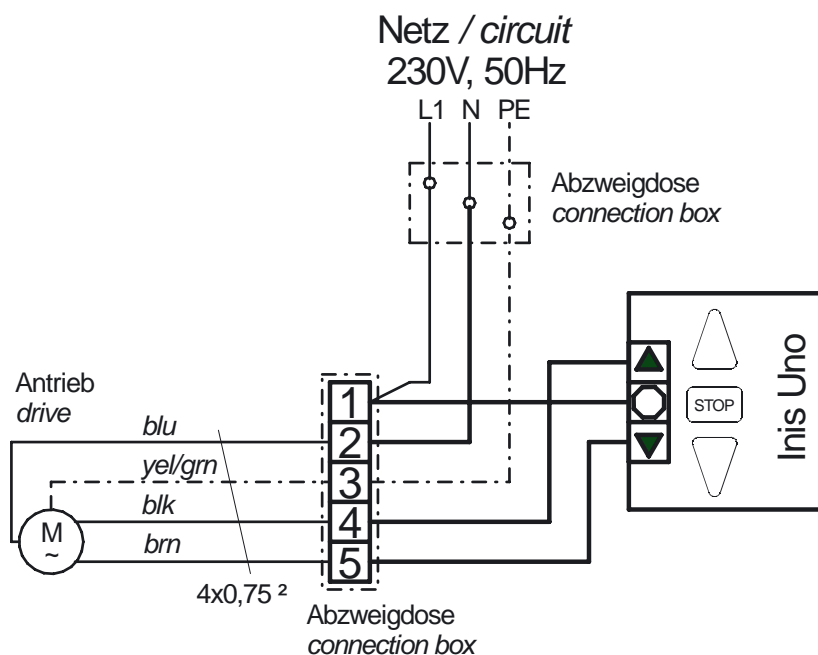 Netz / circuit
230V, 50Hz
L1 N PE
Abzweigdose
connection box
Antrieb
drive
blu
yel/grn
blk
brn
M
~
4x0,75 ²
1
2
3
4
5
Abzweigdose
connection box
STOP
Inis Uno